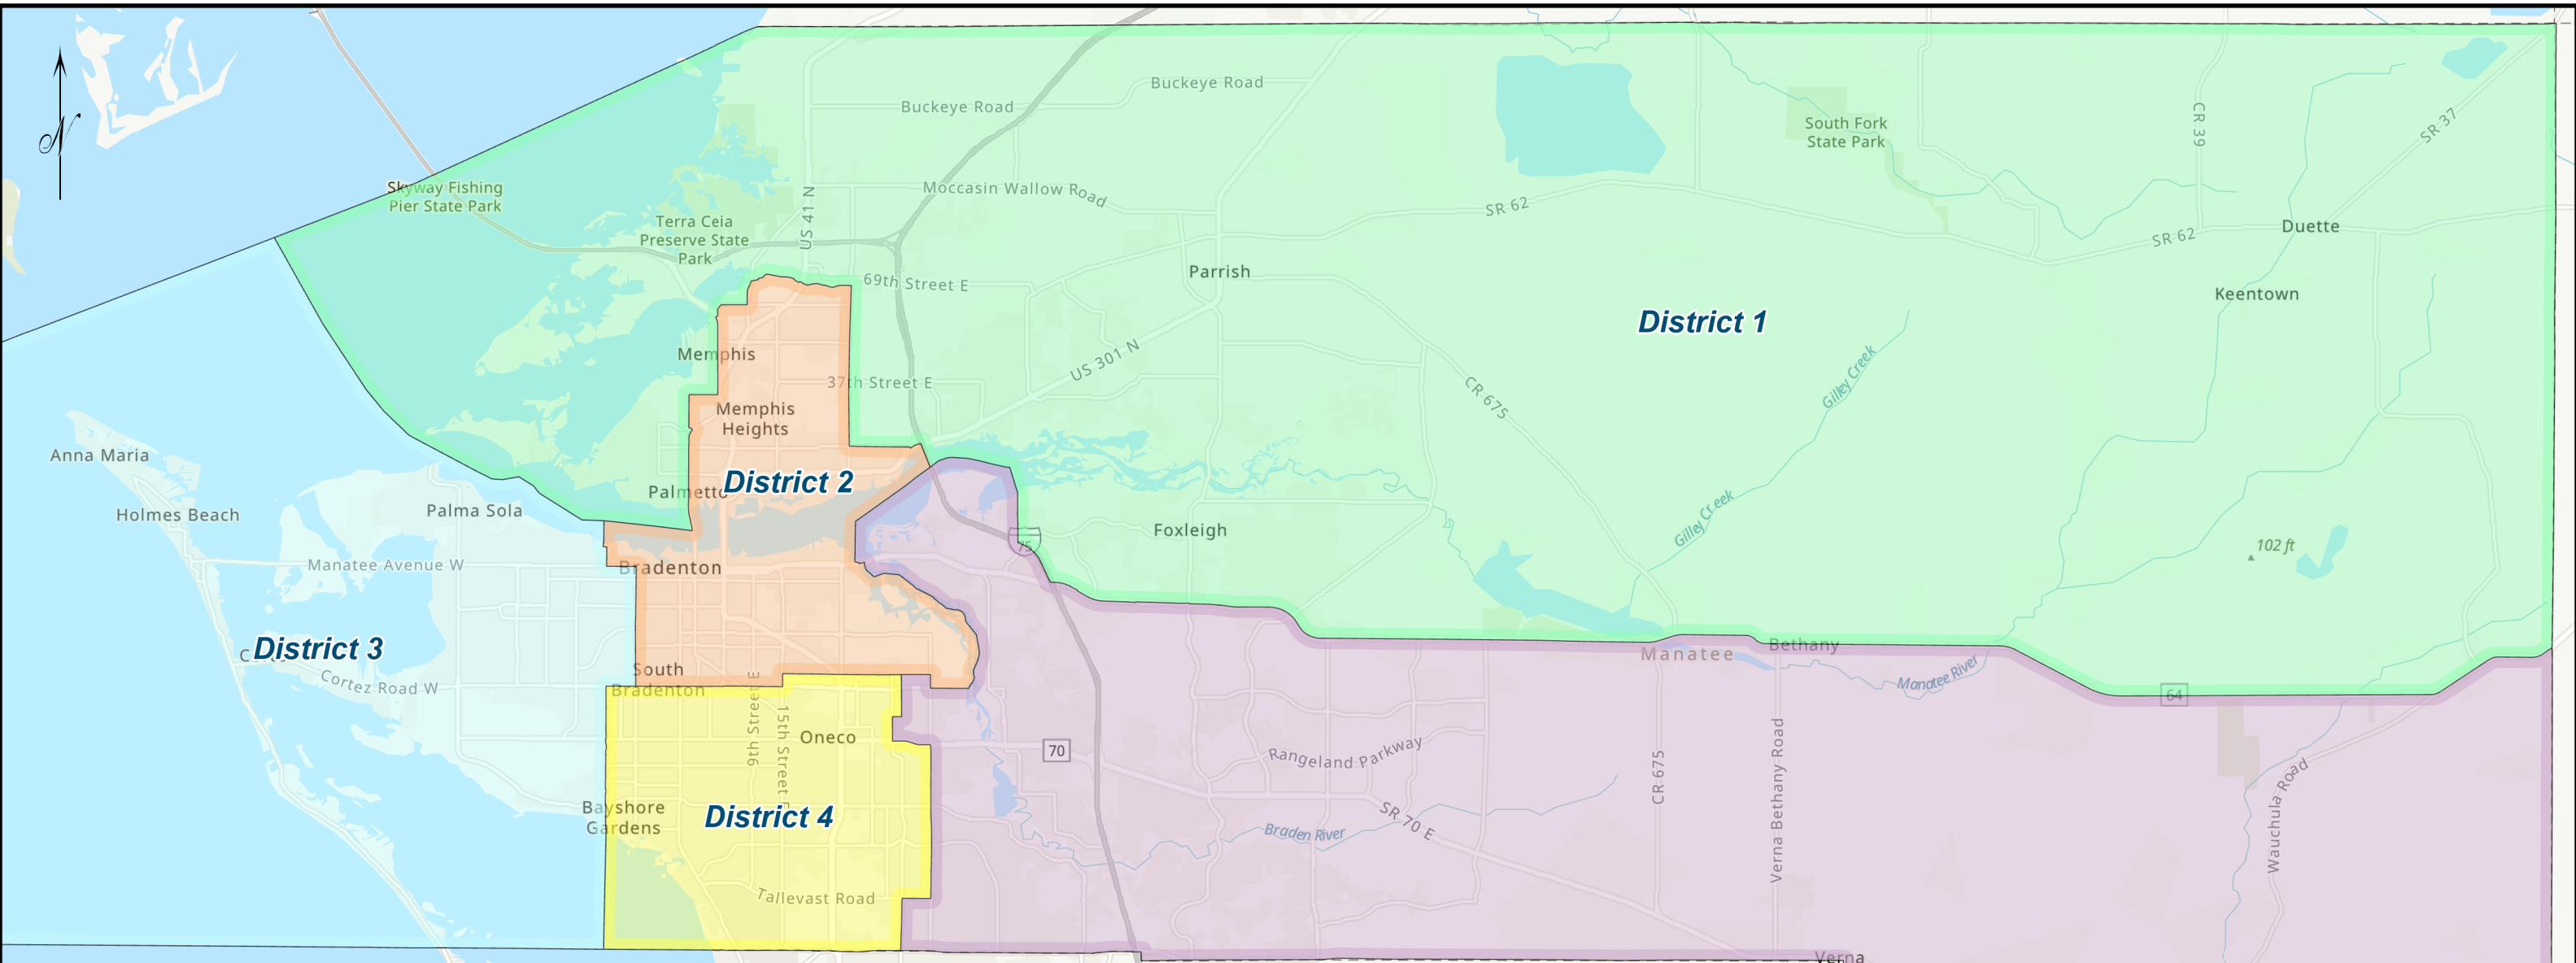 N
Buckeye Road
Buckeye Road
South Fork
State Park
CR 39
SR 37
Skyway Fishing
Pier State Park
Terra Ceia
Preserve State
Park
US 41 N
Moccasin Wallow Road
SR 62
SR 62
Duette
69th Street E
Parrish
Keentown
District 1
Memphis
37th Street E
US 301 N
CR 675
Gilley Creek
Memphis
Heights
Anna Maria
Palmetto
District 2
Holmes Beach
Palma Sola
Foxleigh
Gilley Creek
75
102 ft
Manatee Avenue W
Bradenton
District 3
Manatee
Bethany
Manatee River
South
Bradenton
Cortez Road W
64
9th Street E
15th Street E
Oneco
70
Rangeland Parkway
CR 675
Verna Bethany Road
Wauchula Road
Bayshore
Gardens
District 4
Braden River
SR 70 E
Tallevast Road
Verna